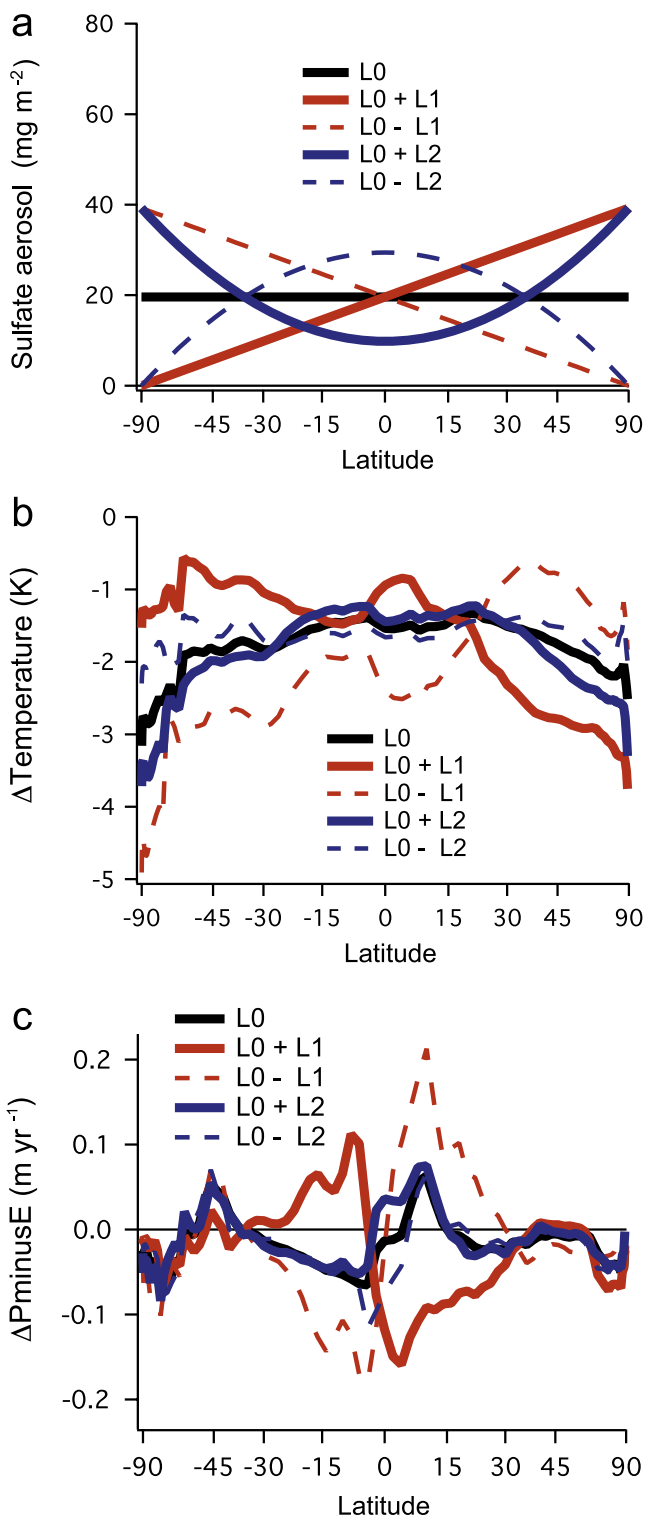 a
80
60
40
20
0
Sulfate aerosol (mg m⁻²)
L0
L0 + L1
L0 - L1
L0 + L2
L0 - L2
-90 -45 -30 -15 0 15 30 45 90
Latitude
b
0
-1
-2
-3
-4
-5
ΔTemperature (K)
L0
L0 + L1
L0 - L1
L0 + L2
L0 - L2
-90 -45 -30 -15 0 15 30 45 90
Latitude
c
L0
L0 + L1
L0 - L1
L0 + L2
L0 - L2
0.2
0.1
0.0
-0.1
-0.2
ΔPminusE (m yr⁻¹)
-90 -45 -30 -15 0 15 30 45 90
Latitude